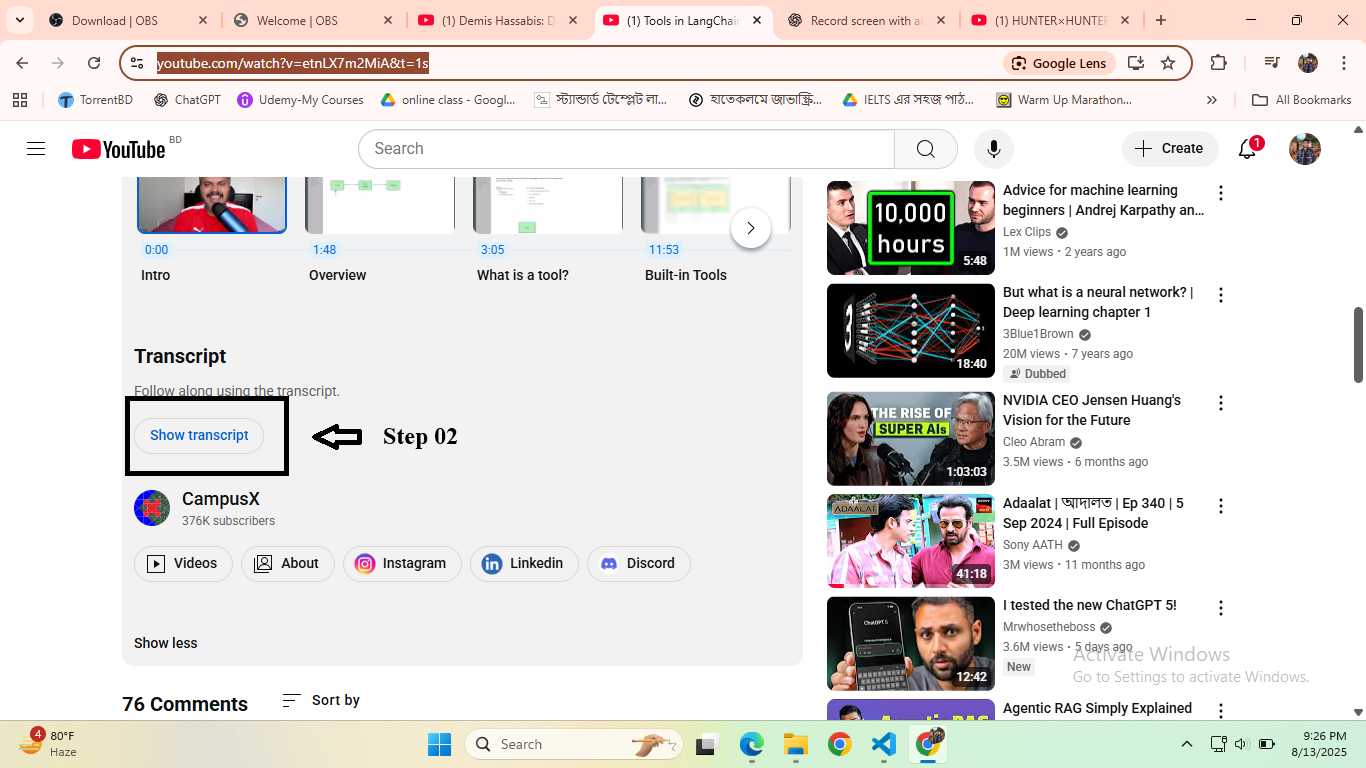 Download | OBS
Welcome | OBS
(1) Demis Hassabis: D
(1) Tools in LangChain
Record screen with au
(1) HUNTER×HUNTER
youtube.com/watch?v=etnLX7m2MiA&t=1s
Google Lens
TorrentBD
ChatGPT
Udemy-My Courses
online class - Googl...
স্ট্যান্ডার্ড টেম্প্লেট লা...
হাতেকলমে জাভাস্ক্রি...
IELTS এর সহজ পাঠ...
Warm Up Marathon...
All Bookmarks
YouTube BD
Search
Create
1
0:00
1:48
3:05
11:53
Intro
Overview
What is a tool?
Built-in Tools
Transcript
Follow along using the transcript.
Show transcript
Step 02
CampusX
376K subscribers
Videos
About
Instagram
Linkedin
Discord
Show less
76 Comments
Sort by
10,000
hours
5:48
Advice for machine learning
beginners | Andrej Karpathy an...
Lex Clips
1M views • 2 years ago
18:40
But what is a neural network? |
Deep learning chapter 1
3Blue1Brown
20M views • 7 years ago
Dubbed
THE RISE OF
SUPER AIs
1:03:03
NVIDIA CEO Jensen Huang's
Vision for the Future
Cleo Abram
3.5M views • 6 months ago
ADAALAT
41:18
Adaalat | আদালত | Ep 340 | 5
Sep 2024 | Full Episode
Sony AATH
3M views • 11 months ago
ChatGPT 5
12:42
I tested the new ChatGPT 5!
Mrwhosetheboss
3.6M views • 5 days ago
New
Agentic RAG Simply Explained
Activate Windows
Go to Settings to activate Windows.
4
80°F
Haze
Search
9:26 PM
8/13/2025